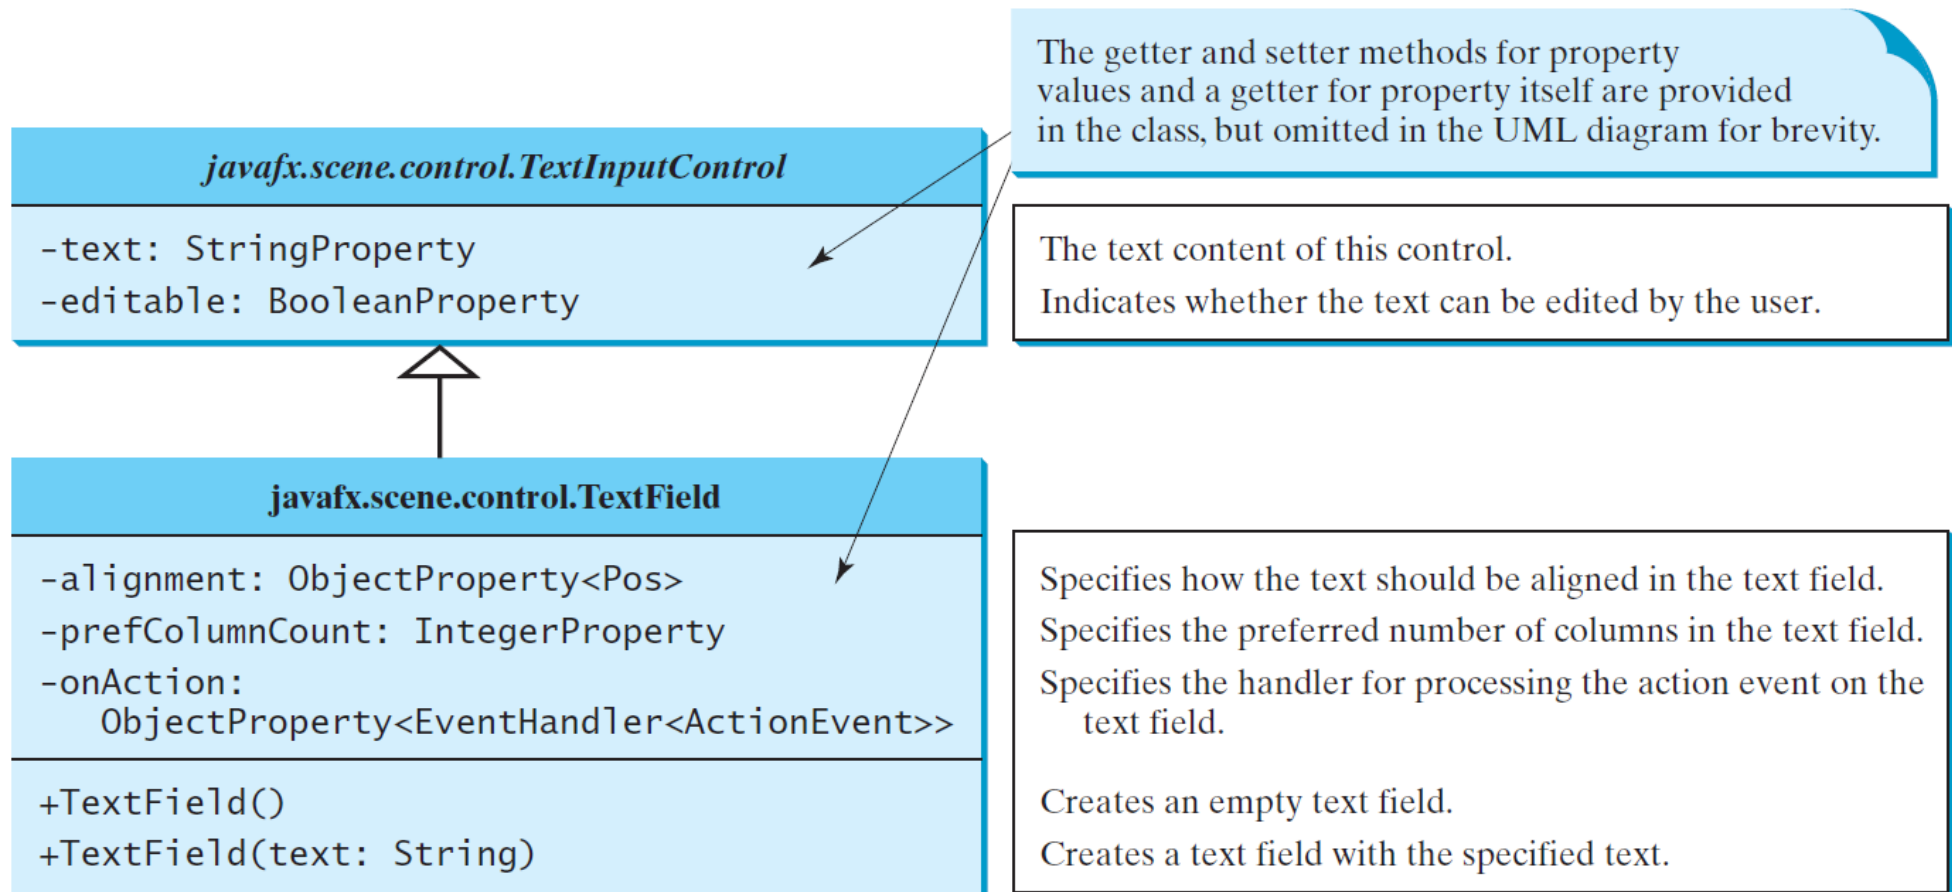 The getter and setter methods for property
values and a getter for property itself are provided
in the class, but omitted in the UML diagram for brevity.
javafx.scene.control.TextInputControl
-text: StringProperty
-editable: BooleanProperty
The text content of this control.
Indicates whether the text can be edited by the user.
javafx.scene.control.TextField
-alignment: ObjectProperty<Pos>
-prefColumnCount: IntegerProperty
-onAction:
ObjectProperty<EventHandler<ActionEvent>>
Specifies how the text should be aligned in the text field.
Specifies the preferred number of columns in the text field.
Specifies the handler for processing the action event on the
text field.
+TextField()
+TextField(text: String)
Creates an empty text field.
Creates a text field with the specified text.